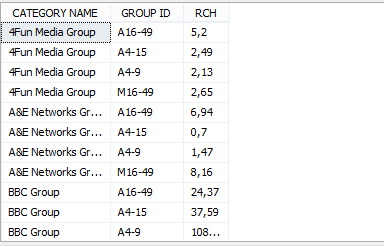 CATEGORY NAME GROUP ID RCH
4Fun Media Group A16-49 5,2
4Fun Media Group A4-15 2,49
4Fun Media Group A4-9 2,13
4Fun Media Group M16-49 2,65
A&E Networks Gr... A16-49 6,94
A&E Networks Gr... A4-15 0,7
A&E Networks Gr... A4-9 1,47
A&E Networks Gr... M16-49 8,16
BBC Group A16-49 24,37
BBC Group A4-15 37,59
BBC Group A4-9 108...